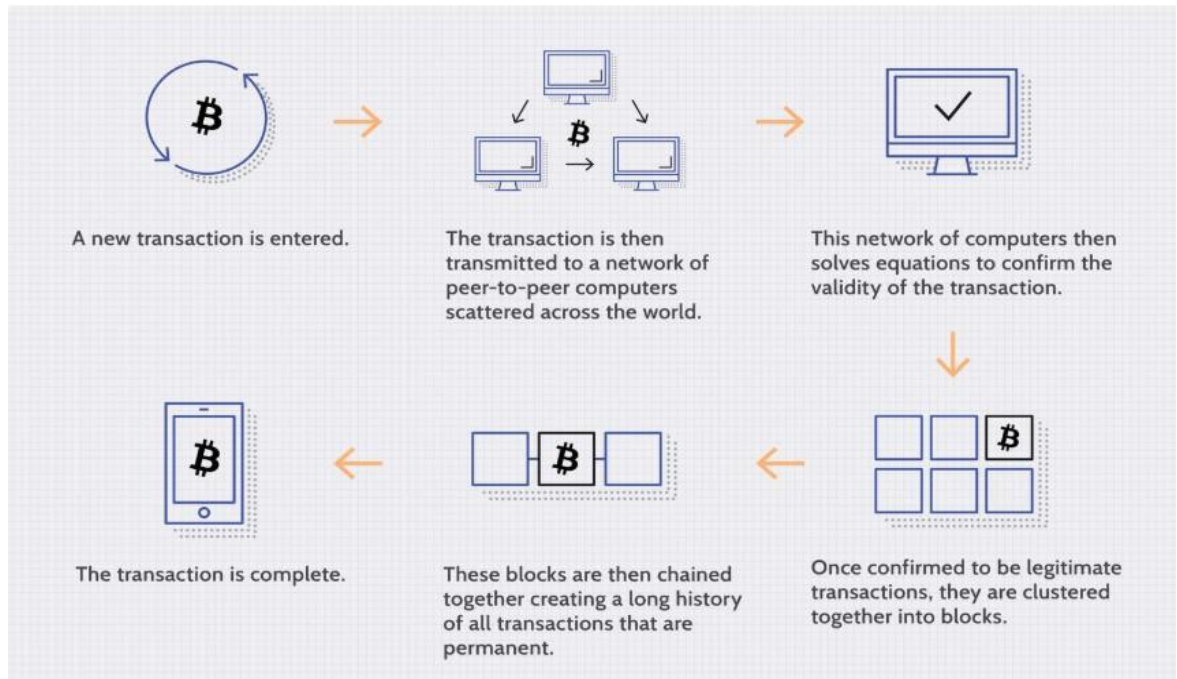 A new transaction is entered.
The transaction is then
transmitted to a network of
peer-to-peer computers
scattered across the world.
This network of computers then
solves equations to confirm the
validity of the transaction.
Once confirmed to be legitimate
transactions, they are clustered
together into blocks.
These blocks are then chained
together creating a long history
of all transactions that are
permanent.
The transaction is complete.